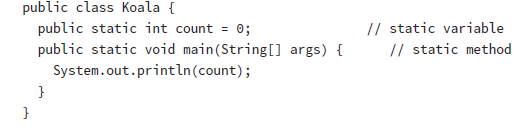 public class Koala {
  public static int count = 0;               // static variable
  public static void main(String[] args) {      // static method
    System.out.println(count);
  }
}